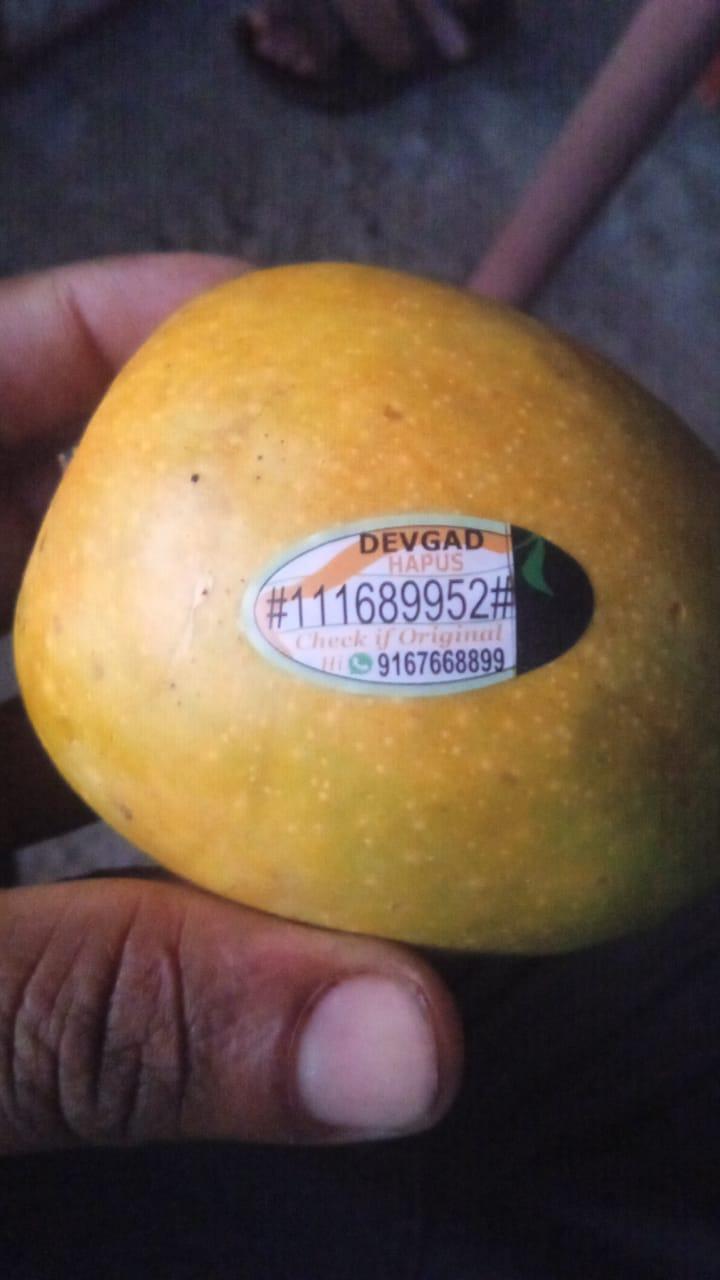 DEVGAD
HAPUS
#111689952#
Check if Original
Hi 9167668899